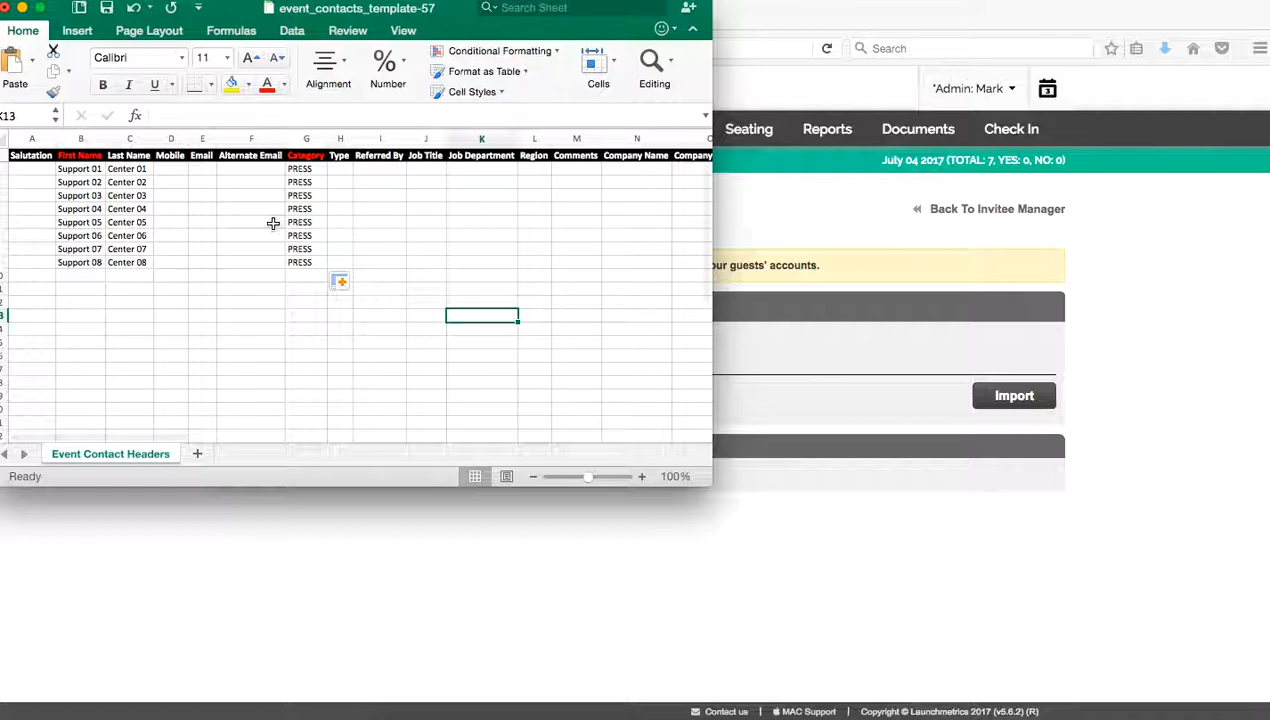 event_contacts_template-57
Search Sheet
Home Insert Page Layout Formulas Data Review View
Paste
Calibri 11 A A
B I U A
Alignment
%
Number
Conditional Formatting
Format as Table
Cell Styles
Cells
Editing
K13 fx
A B C D E F G H I J K L M N
Salutation First Name Last Name Mobile Email Alternate Email Category Type Referred By Job Title Job Department Region Comments Company Name Company
Support 01 Center 01 PRESS
Support 02 Center 02 PRESS
Support 03 Center 03 PRESS
Support 04 Center 04 PRESS
Support 05 Center 05 PRESS
Support 06 Center 06 PRESS
Support 07 Center 07 PRESS
Support 08 Center 08 PRESS
Event Contact Headers +
Ready
100%
Search
*Admin: Mark
3
Seating Reports Documents Check In
July 04 2017 (TOTAL: 7, YES: 0, NO: 0)
Back To Invitee Manager
our guests' accounts.
Import
Contact us | MAC Support | Copyright © Launchmetrics 2017 (v5.6.2) (R)